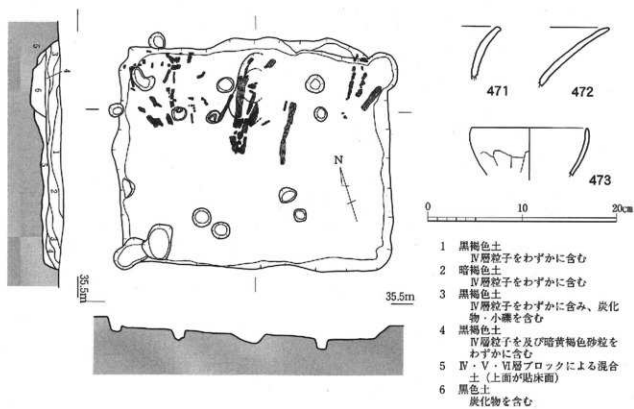 5
4
6
1
3
2
N
35.5m
35.5m
471
472
473
0
10
20cm
1 黒褐色土
Ⅳ層粒子をわずかに含む
2 暗褐色土
Ⅳ層粒子をわずかに含む
3 黒褐色土
Ⅳ層粒子をわずかに含み、炭化
物・小礫を含む
4 黒褐色土
Ⅳ層粒子を及び暗黄褐色砂粒を
わずかに含む
5 Ⅳ・Ⅴ・Ⅵ層ブロックによる混合
土（上面が貼床面）
6 黒色土
炭化物を含む